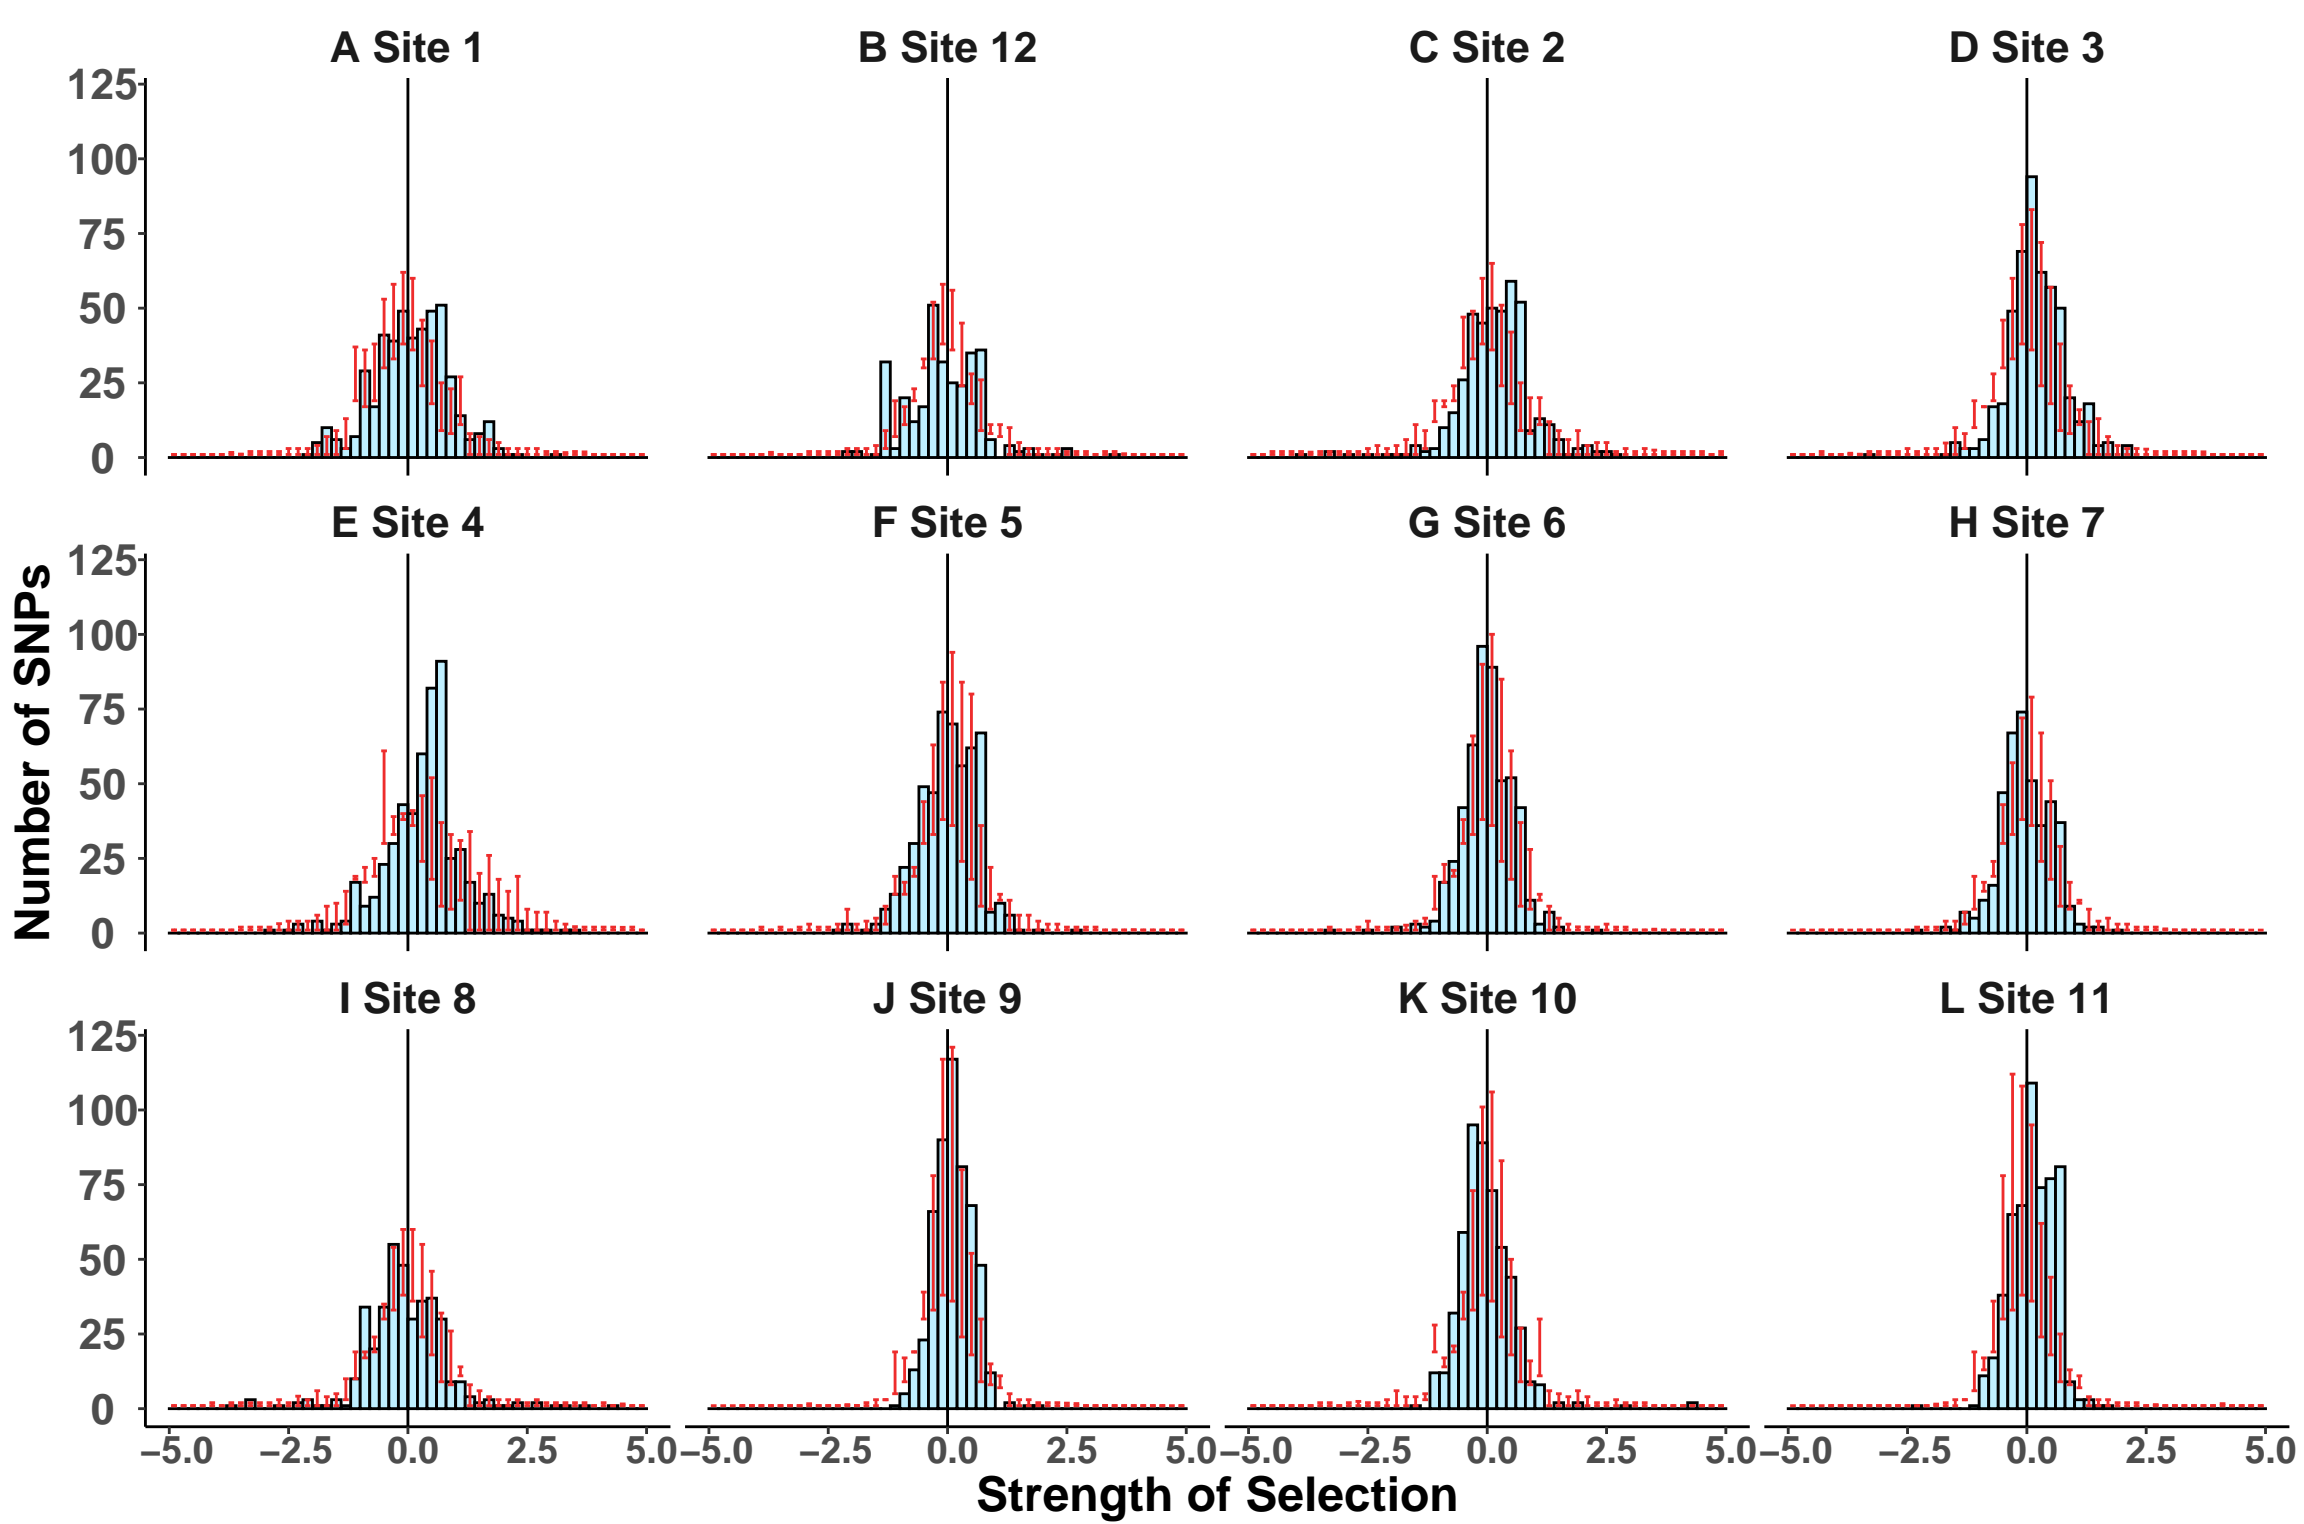 A Site 1
B Site 12
C Site 2
D Site 3
125
100
75
50
25
0
E Site 4
F Site 5
G Site 6
H Site 7
125
100
75
50
25
0
Number of SNPs
I Site 8
J Site 9
K Site 10
L Site 11
125
100
75
50
25
0
−5.0 −2.5 0.0 2.5 5.0 −5.0 −2.5 0.0 2.5 5.0 −5.0 −2.5 0.0 2.5 5.0 −5.0 −2.5 0.0 2.5 5.0
Strength of Selection